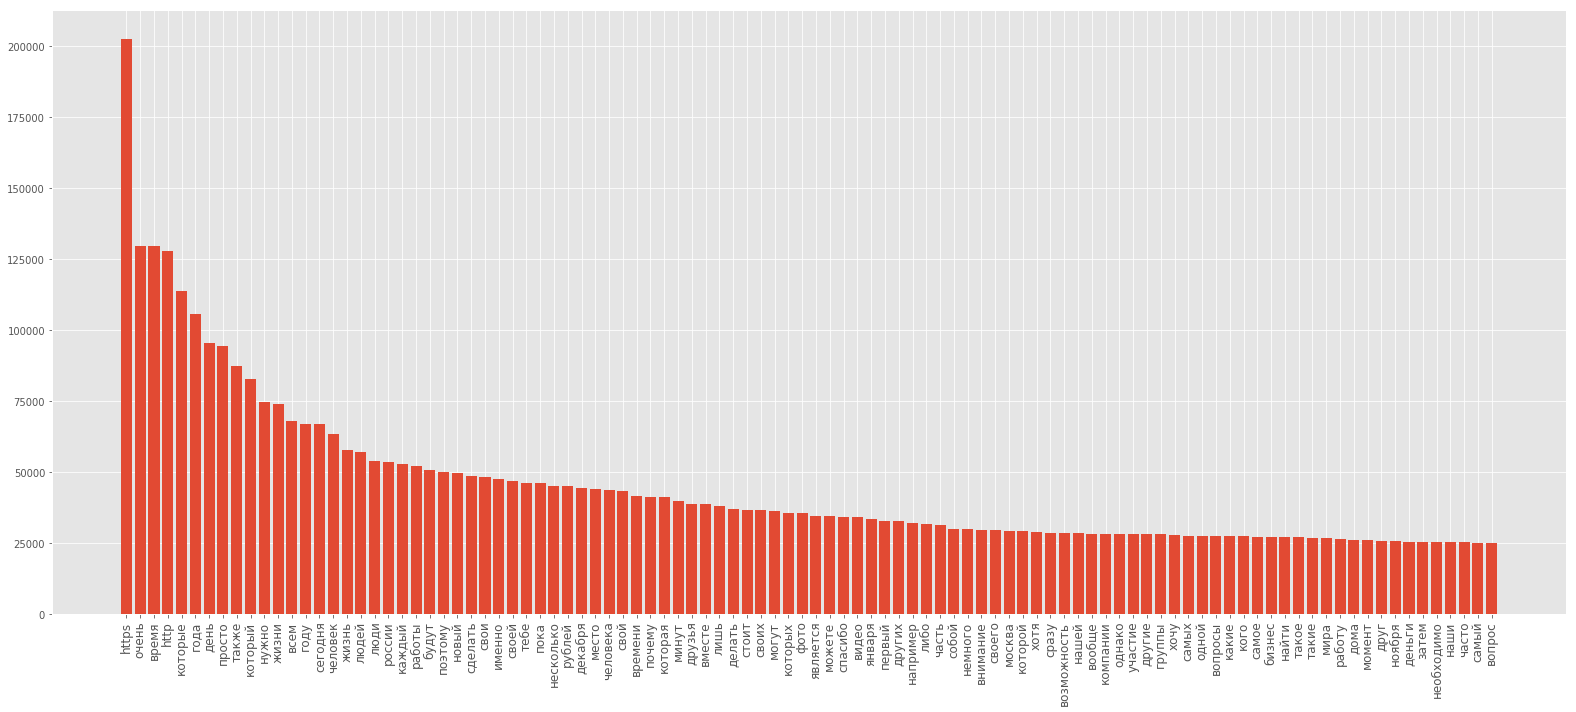 200000
175000
150000
125000
100000
75000
50000
25000
0
https
очень
время
http
которые
года
день
просто
также
который
нужно
жизни
всем
году
сегодня
человек
жизнь
людей
люди
россии
каждый
работы
будут
поэтому
новый
сделать
свои
именно
своей
тебе
пока
несколько
рублей
декабря
место
человека
свой
времени
почему
которая
минут
друзья
вместе
лишь
делать
стоит
своих
могут
которых
фото
является
можете
спасибо
видео
января
первый
других
например
либо
часть
собой
немного
внимание
своего
москва
которой
хотя
сразу
возможность
нашей
вообще
компании
однако
участие
другие
группы
хочу
самых
одной
вопросы
какие
кого
самое
бизнес
найти
такое
такие
мира
работу
дома
момент
друг
ноября
деньги
затем
необходимо
наши
часто
самый
вопрос